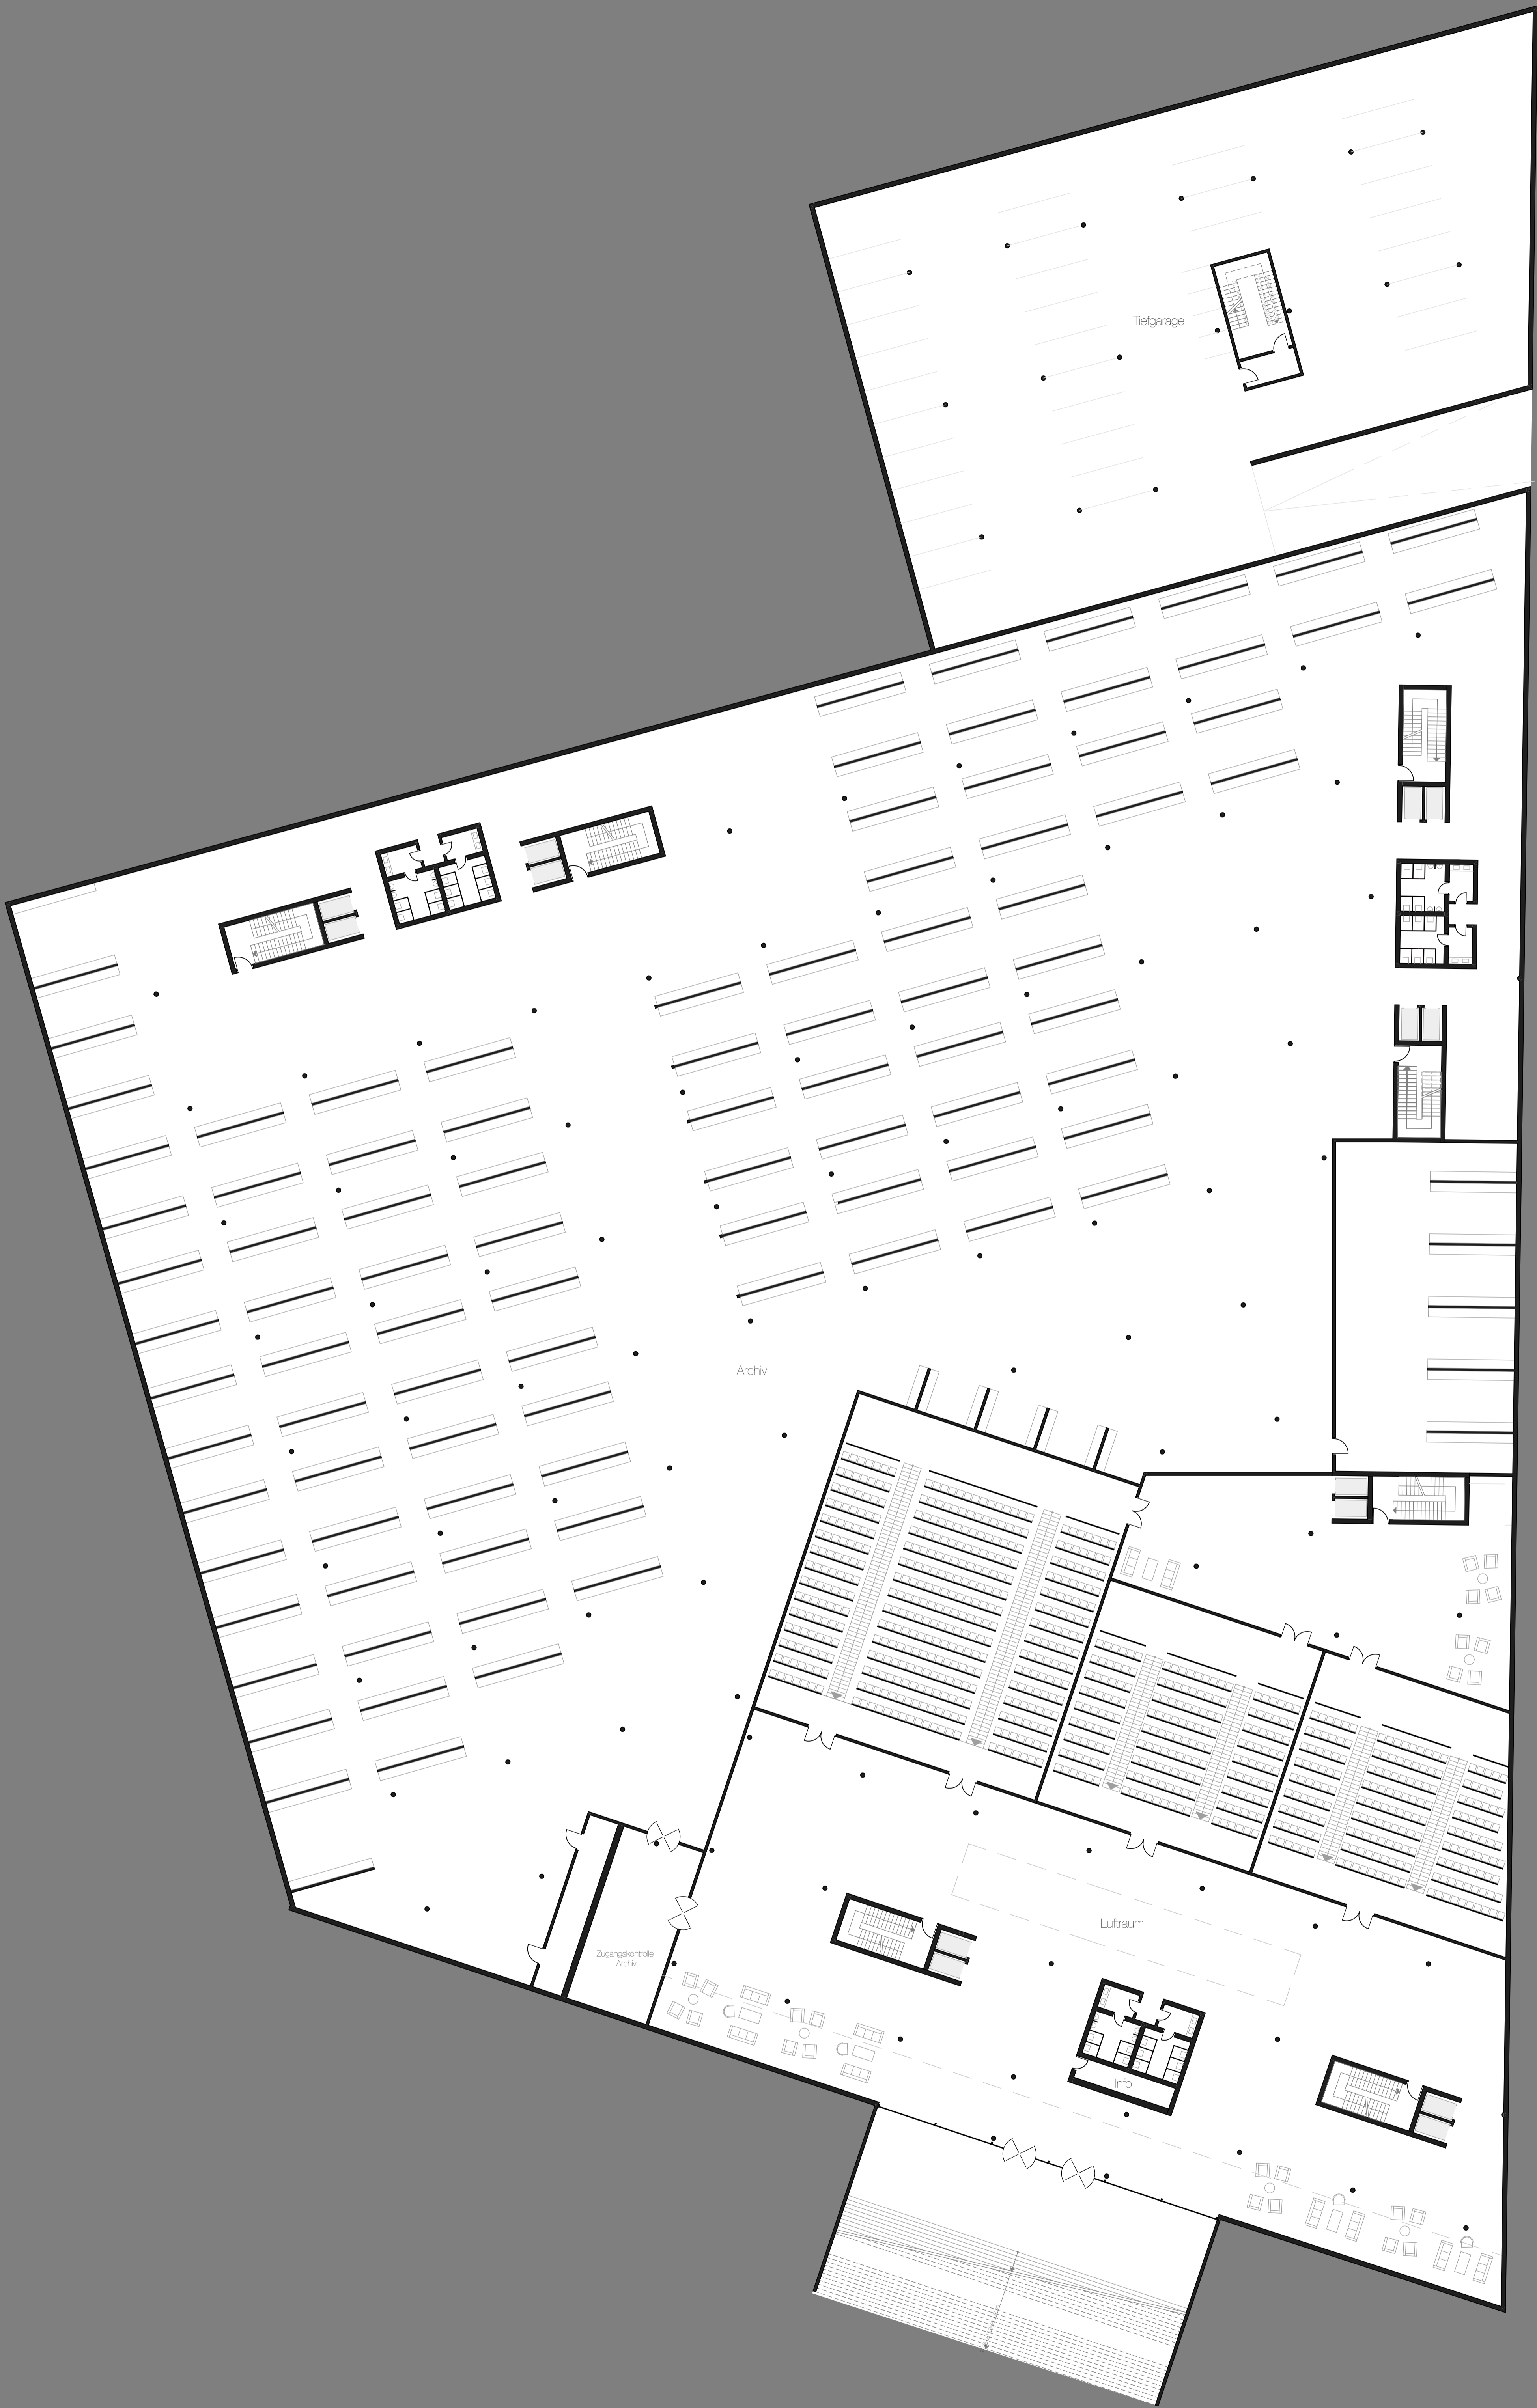 Tiefgarage
Archiv
Luftraum
Zugangskontrolle
Archiv
Info